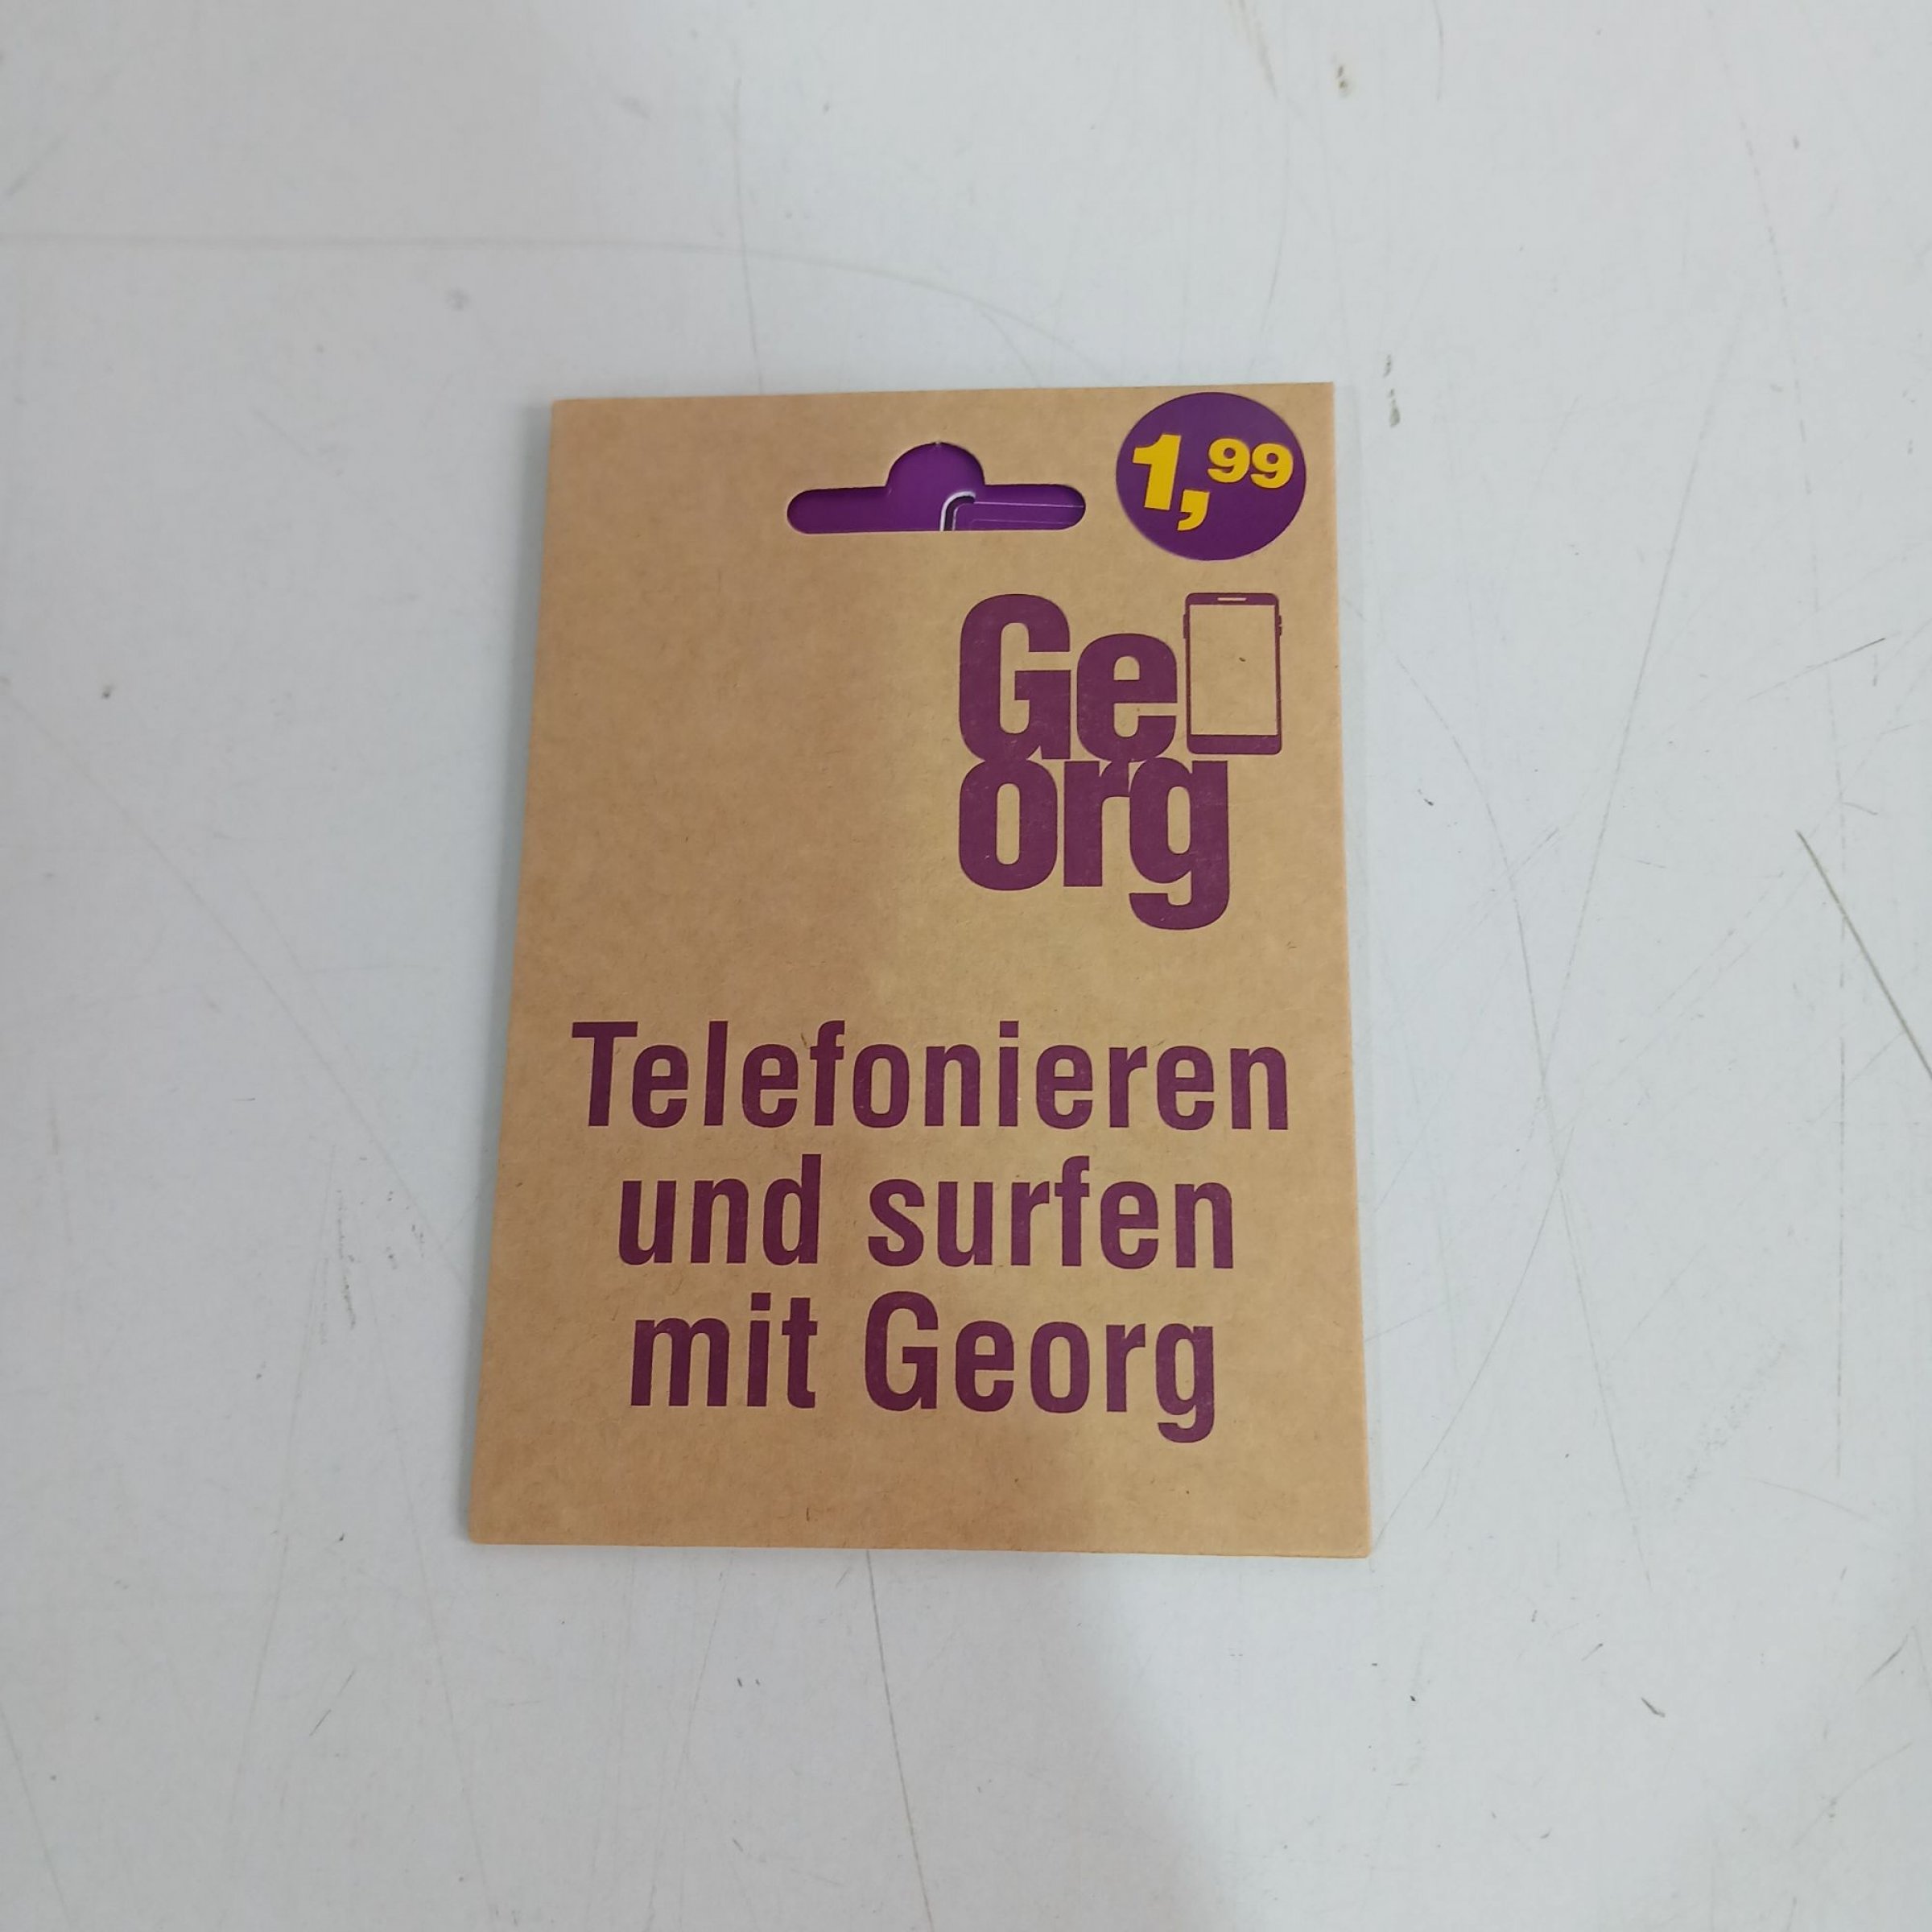 1,99
Ge
org
Telefonieren
und surfen
mit Georg